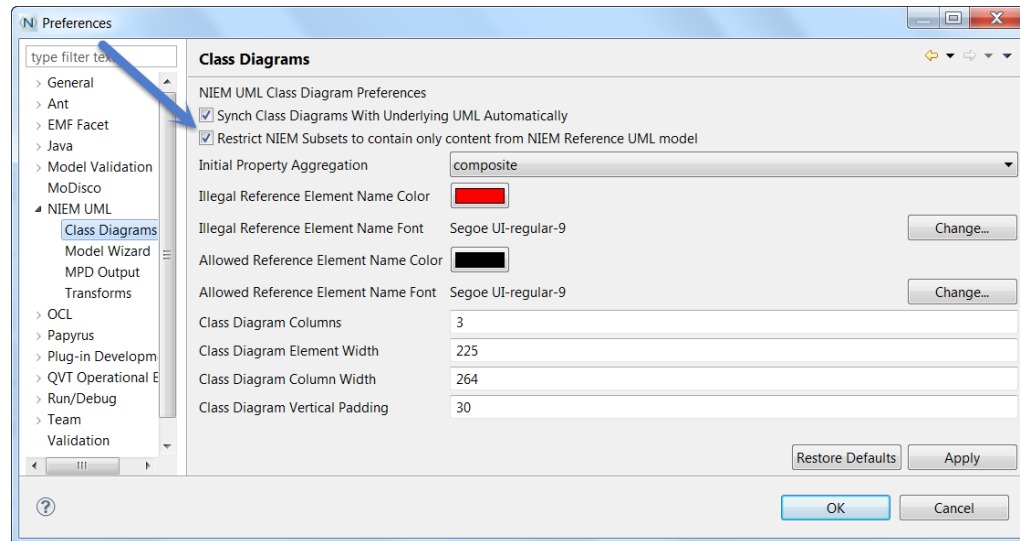 (N) Preferences
type filter tex
General
Ant
EMF Facet
Java
Model Validation
MoDisco
NIEM UML
Class Diagrams
Model Wizard
MPD Output
Transforms
OCL
Papyrus
Plug-in Developm
QVT Operational E
Run/Debug
Team
Validation
Class Diagrams
NIEM UML Class Diagram Preferences
Synch Class Diagrams With Underlying UML Automatically
Restrict NIEM Subsets to contain only content from NIEM Reference UML model
Initial Property Aggregation composite
Illegal Reference Element Name Color
Illegal Reference Element Name Font Segoe UI-regular-9 Change...
Allowed Reference Element Name Color
Allowed Reference Element Name Font Segoe UI-regular-9 Change...
Class Diagram Columns 3
Class Diagram Element Width 225
Class Diagram Column Width 264
Class Diagram Vertical Padding 30
Restore Defaults Apply
? OK Cancel